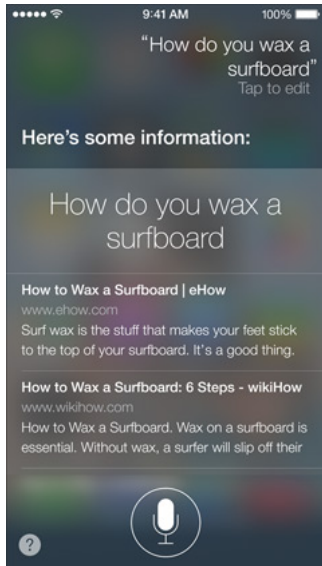 9:41 AM
100%
“How do you wax a
surfboard”
Tap to edit
Here's some information:
How do you wax a
surfboard
How to Wax a Surfboard | eHow
www.ehow.com
Surf wax is the stuff that makes your feet stick
to the top of your surfboard. It's a good thing.
How to Wax a Surfboard: 6 Steps - wikiHow
www.wikihow.com
How to Wax a Surfboard. Wax on a surfboard is
essential. Without wax, a surfer will slip off their
?